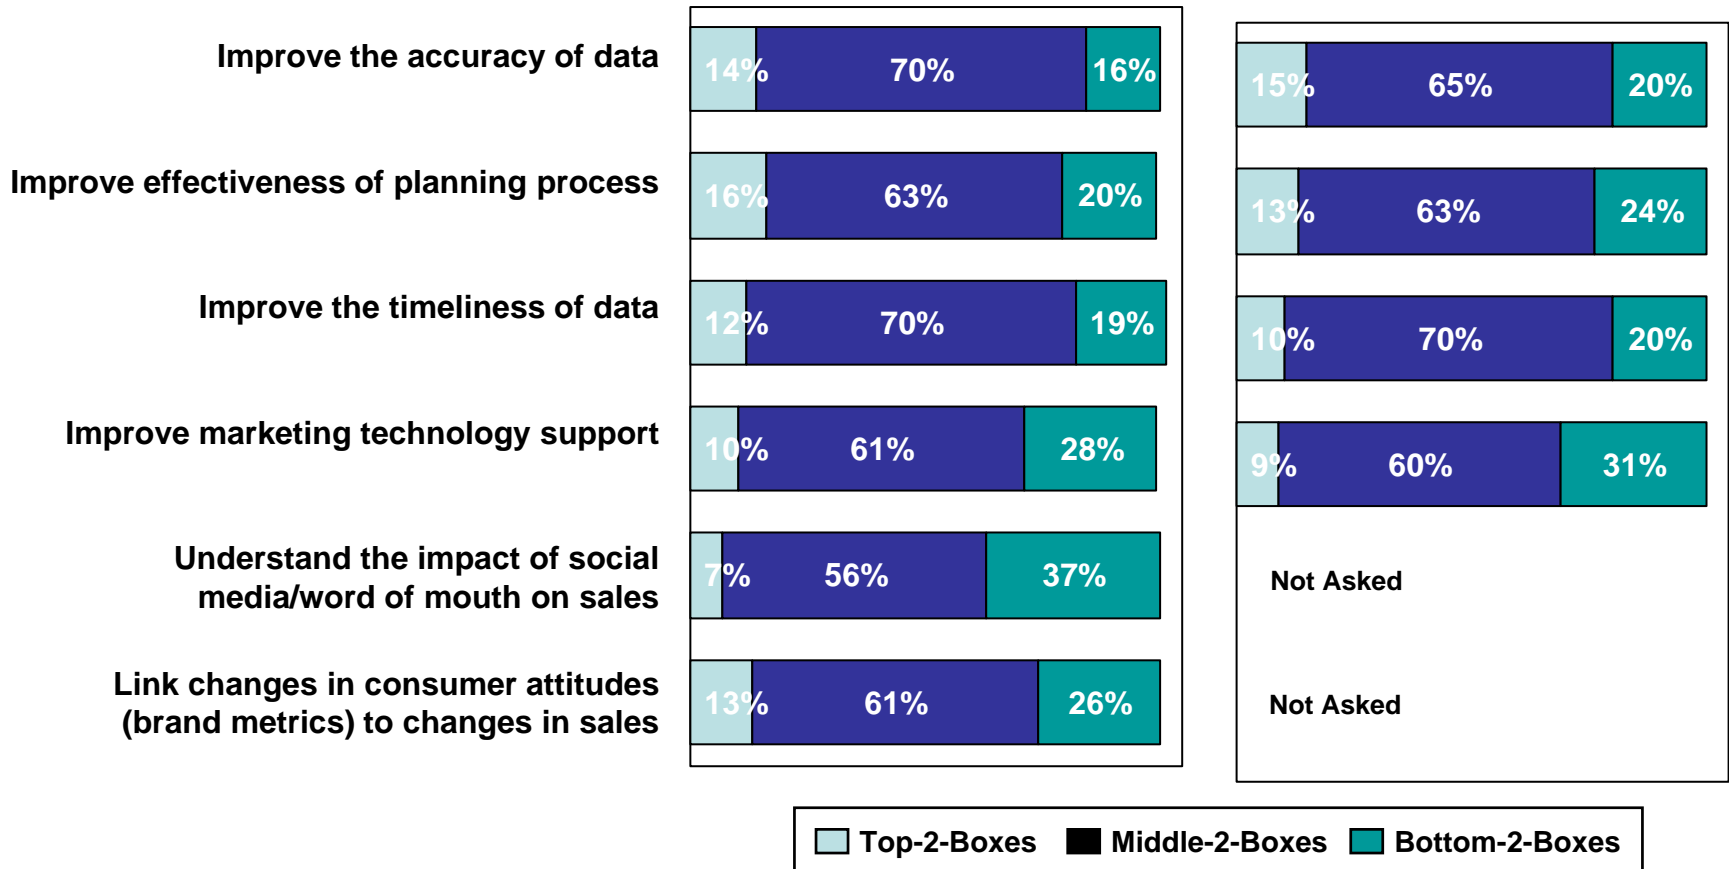 Improve the accuracy of data
14% 70% 16%
15% 65% 20%
Improve effectiveness of planning process
16% 63% 20%
13% 63% 24%
Improve the timeliness of data
12% 70% 19%
10% 70% 20%
Improve marketing technology support
10% 61% 28%
9% 60% 31%
Understand the impact of social
media/word of mouth on sales
7% 56% 37%
Not Asked
Link changes in consumer attitudes
(brand metrics) to changes in sales
13% 61% 26%
Not Asked
Top-2-Boxes Middle-2-Boxes Bottom-2-Boxes